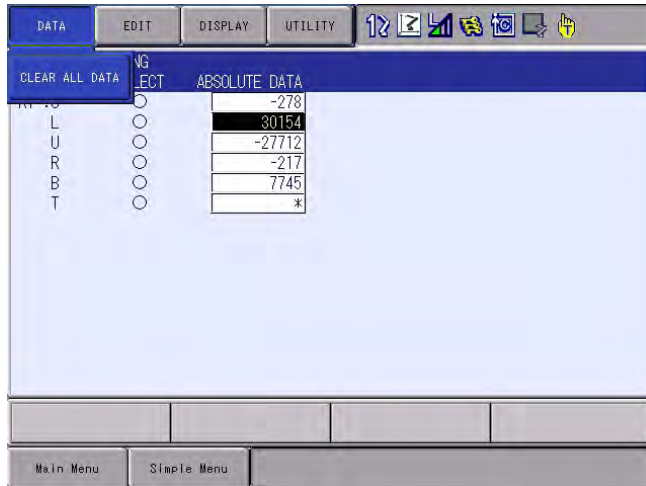 DATA EDIT DISPLAY UTILITY
CLEAR ALL DATA
NG
LECT ABSOLUTE DATA
-278
L 30154
U -27712
R -217
B 7745
T *
Main Menu Simple Menu